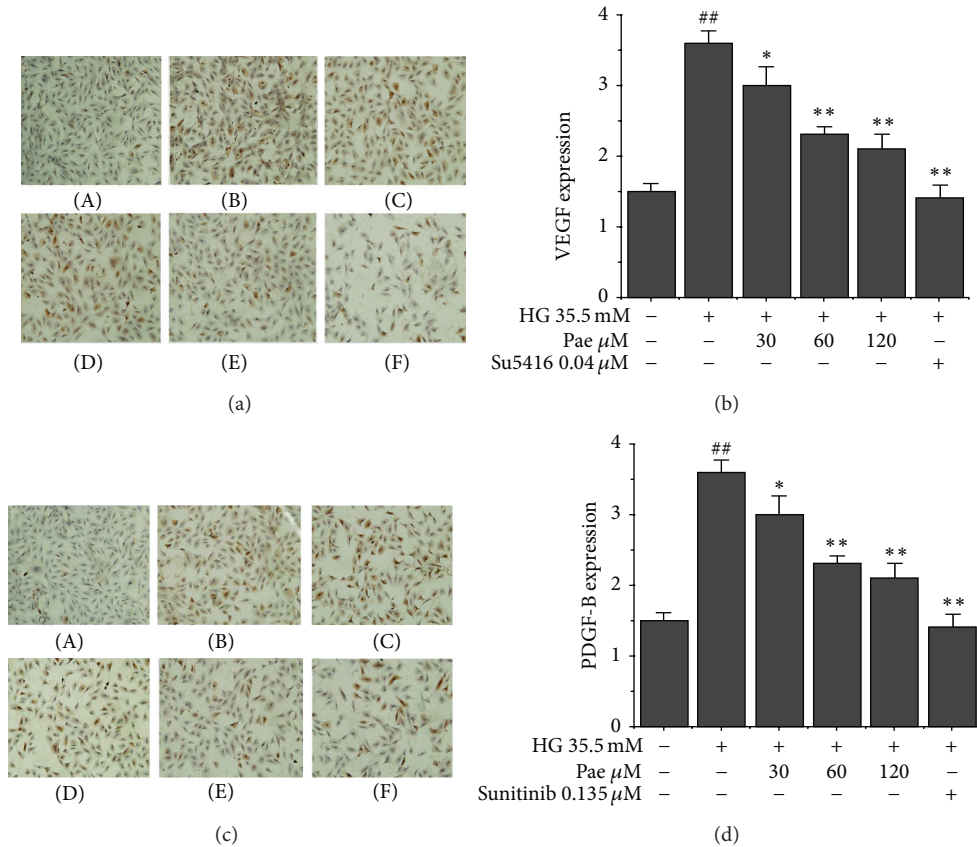 (A)
(B)
(C)
(D)
(E)
(F)
(a)
VEGF expression
4
3
2
1
0
##
*
**
**
**
HG 35.5 mM − + + + + +
Pae μM − − 30 60 120 −
Su5416 0.04 μM − − − − − +
(b)
(A)
(B)
(C)
(D)
(E)
(F)
(c)
PDGF-B expression
4
3
2
1
0
##
*
**
**
**
HG 35.5 mM − + + + + +
Pae μM − − 30 60 120 −
Sunitinib 0.135 μM − − − − − +
(d)